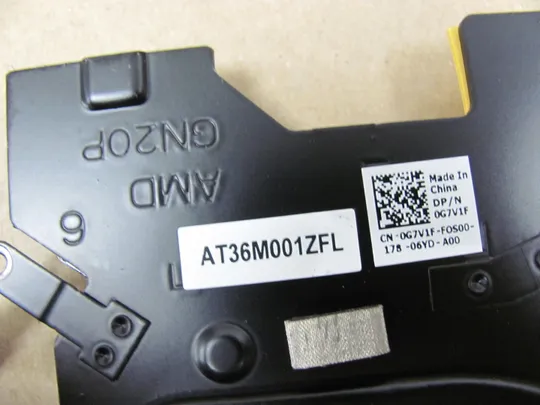 GN20P
AMD
6
AT36M001ZFL
Made In
China
DP/N
0G7V1F
CN-0G7V1F-FOS00-
178-06YD-A00